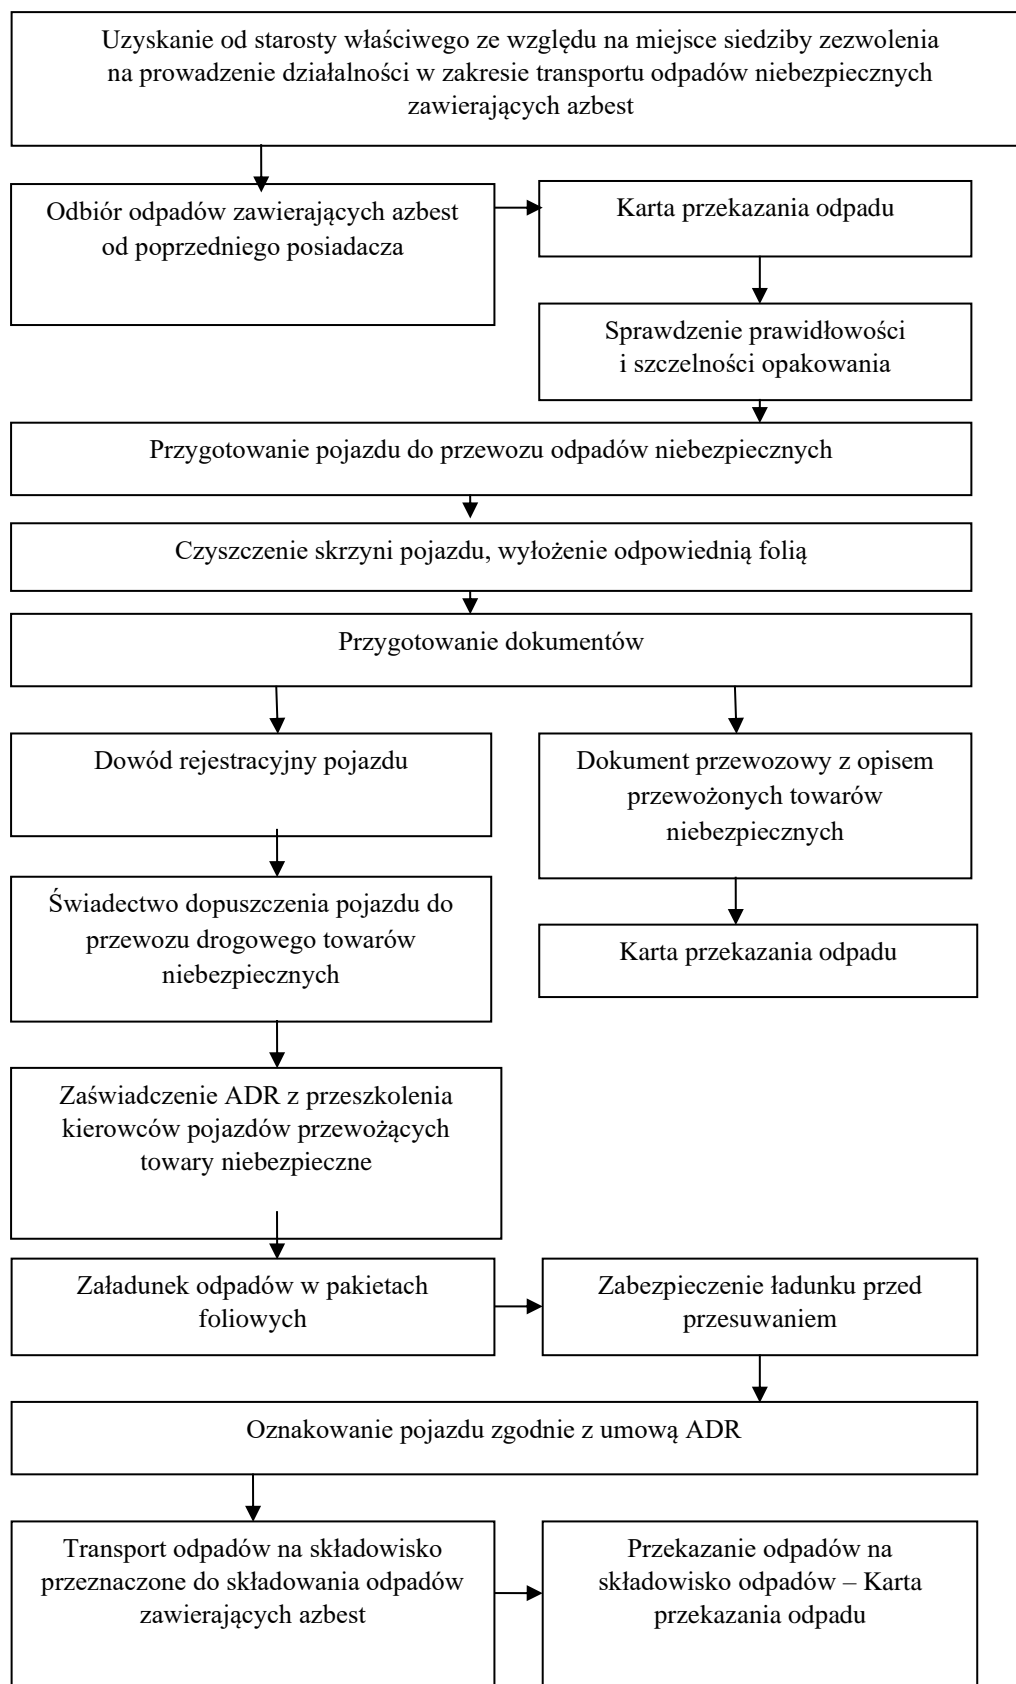 Uzyskanie od starosty właściwego ze względu na miejsce siedziby zezwolenia
na prowadzenie działalności w zakresie transportu odpadów niebezpiecznych
zawierających azbest
Odbiór odpadów zawierających azbest
od poprzedniego posiadacza
Karta przekazania odpadu
Sprawdzenie prawidłowości
i szczelności opakowania
Przygotowanie pojazdu do przewozu odpadów niebezpiecznych
Czyszczenie skrzyni pojazdu, wyłożenie odpowiednią folią
Przygotowanie dokumentów
Dowód rejestracyjny pojazdu
Dokument przewozowy z opisem
przewożonych towarów
niebezpiecznych
Świadectwo dopuszczenia pojazdu do
przewozu drogowego towarów
niebezpiecznych
Karta przekazania odpadu
Zaświadczenie ADR z przeszkolenia
kierowców pojazdów przewożących
towary niebezpieczne
Załadunek odpadów w pakietach
foliowych
Zabezpieczenie ładunku przed
przesuwaniem
Oznakowanie pojazdu zgodnie z umową ADR
Transport odpadów na składowisko
przeznaczone do składowania odpadów
zawierających azbest
Przekazanie odpadów na
składowisko odpadów – Karta
przekazania odpadu